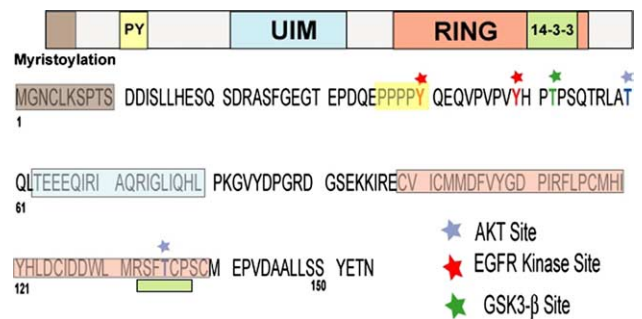 PY UIM RING 14-3-3
Myristoylation
MGNCLKSPTS DDISLLHESQ SDRASFGEGT EPDQEPPPPY QEQVPVPVYH PTPSQTRLAT
1
QLTEEEQIRI AQRIGLIQHL PKGVYDPGRD GSEKKIRECV ICMMDFVYGD PIRFLPCMHI
61
YHLDCIDDWL MRSFTCPSCM EPVDAALLSS YETN
121 150
AKT Site
EGFR Kinase Site
GSK3-β Site